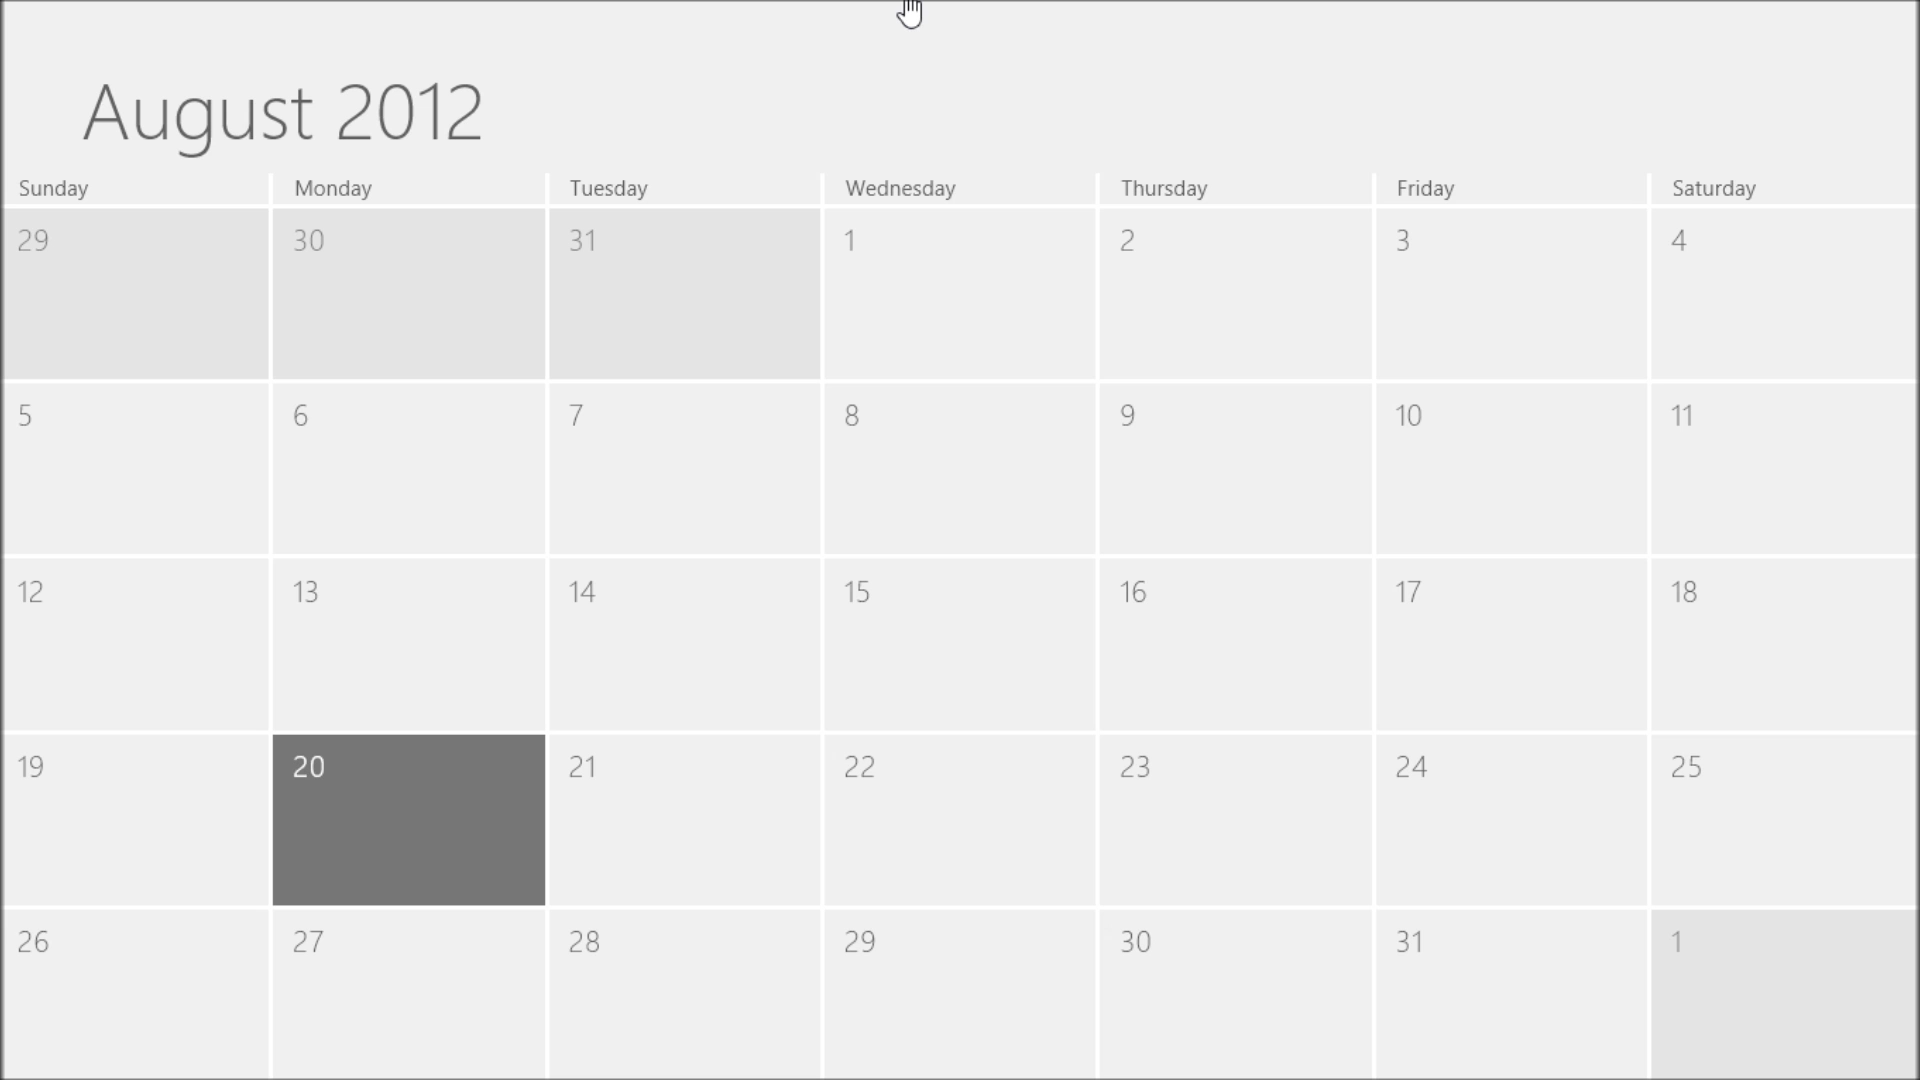 August 2012
Sunday Monday Tuesday Wednesday Thursday Friday Saturday
29 30 31 1 2 3 4
5 6 7 8 9 10 11
12 13 14 15 16 17 18
19 20 21 22 23 24 25
26 27 28 29 30 31 1